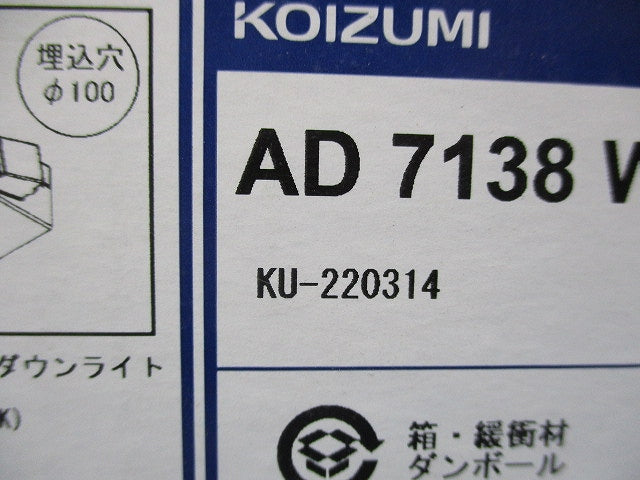 埋込穴
φ100
ダウンライト
K)
KOIZUMI
AD 7138
KU-220314
箱・緩衝材
ダンボール